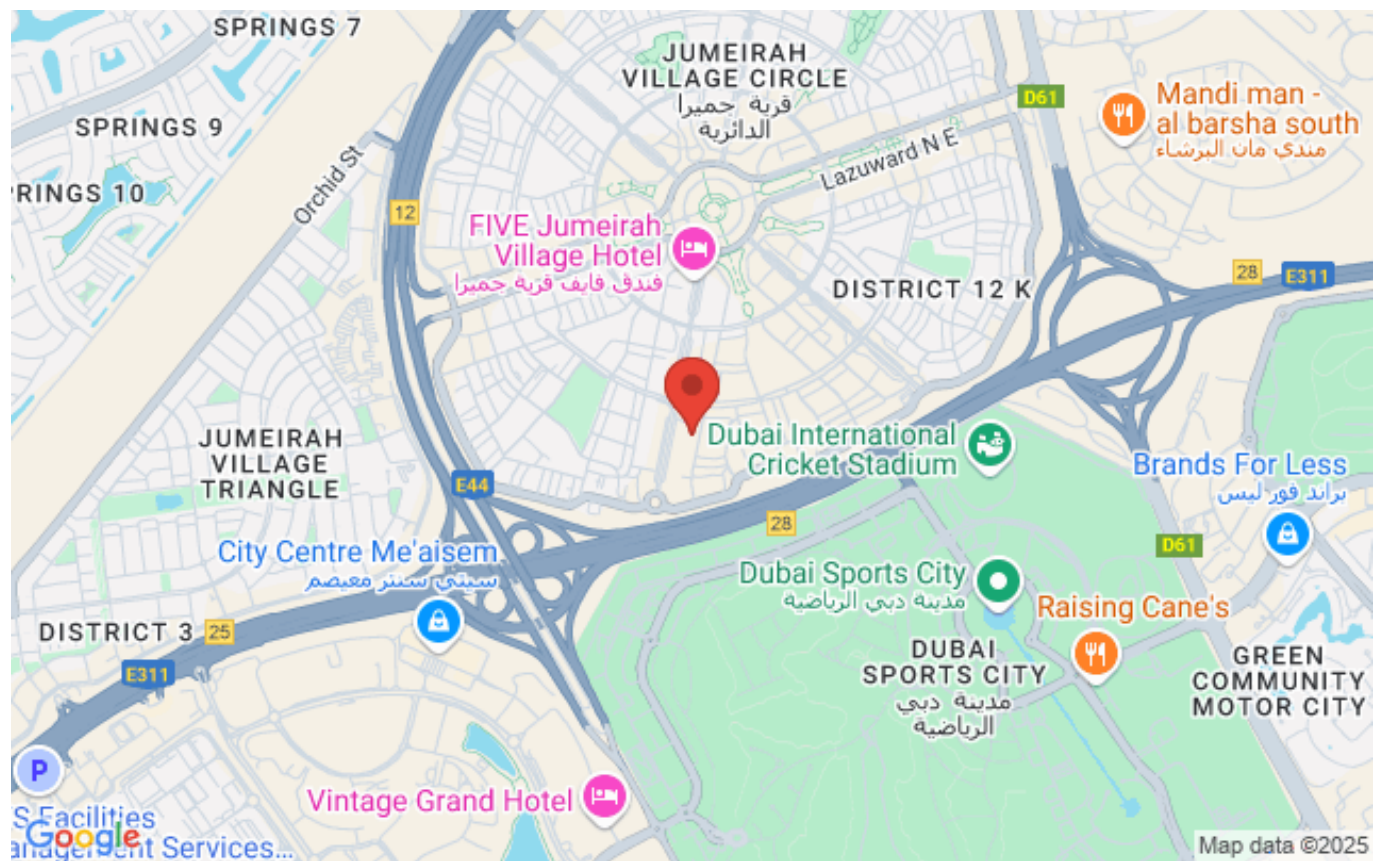 SPRINGS 7
JUMEIRAH
VILLAGE CIRCLE
قرية جميرا
الدائرية
D61
Mandi man -
al barsha south
مندي مان البرشاء
SPRINGS 9
Orchid St
Lazuward N E
RINGS 10
12
FIVE Jumeirah
Village Hotel
فندق فايف قرية جميرا
28
E311
DISTRICT 12 K
JUMEIRAH
VILLAGE
TRIANGLE
Dubai International
Cricket Stadium
Brands For Less
براند فور ليس
E44
28
D61
City Centre Me'aisem
سيتي سنتر معيصم
Dubai Sports City
مدينة دبي الرياضية
Raising Cane's
DISTRICT 3
25
E311
DUBAI
SPORTS CITY
مدينة دبي
الرياضية
GREEN
COMMUNITY
MOTOR CITY
P
Vintage Grand Hotel
S Facilities
anagement Services...
Google
Map data ©2025